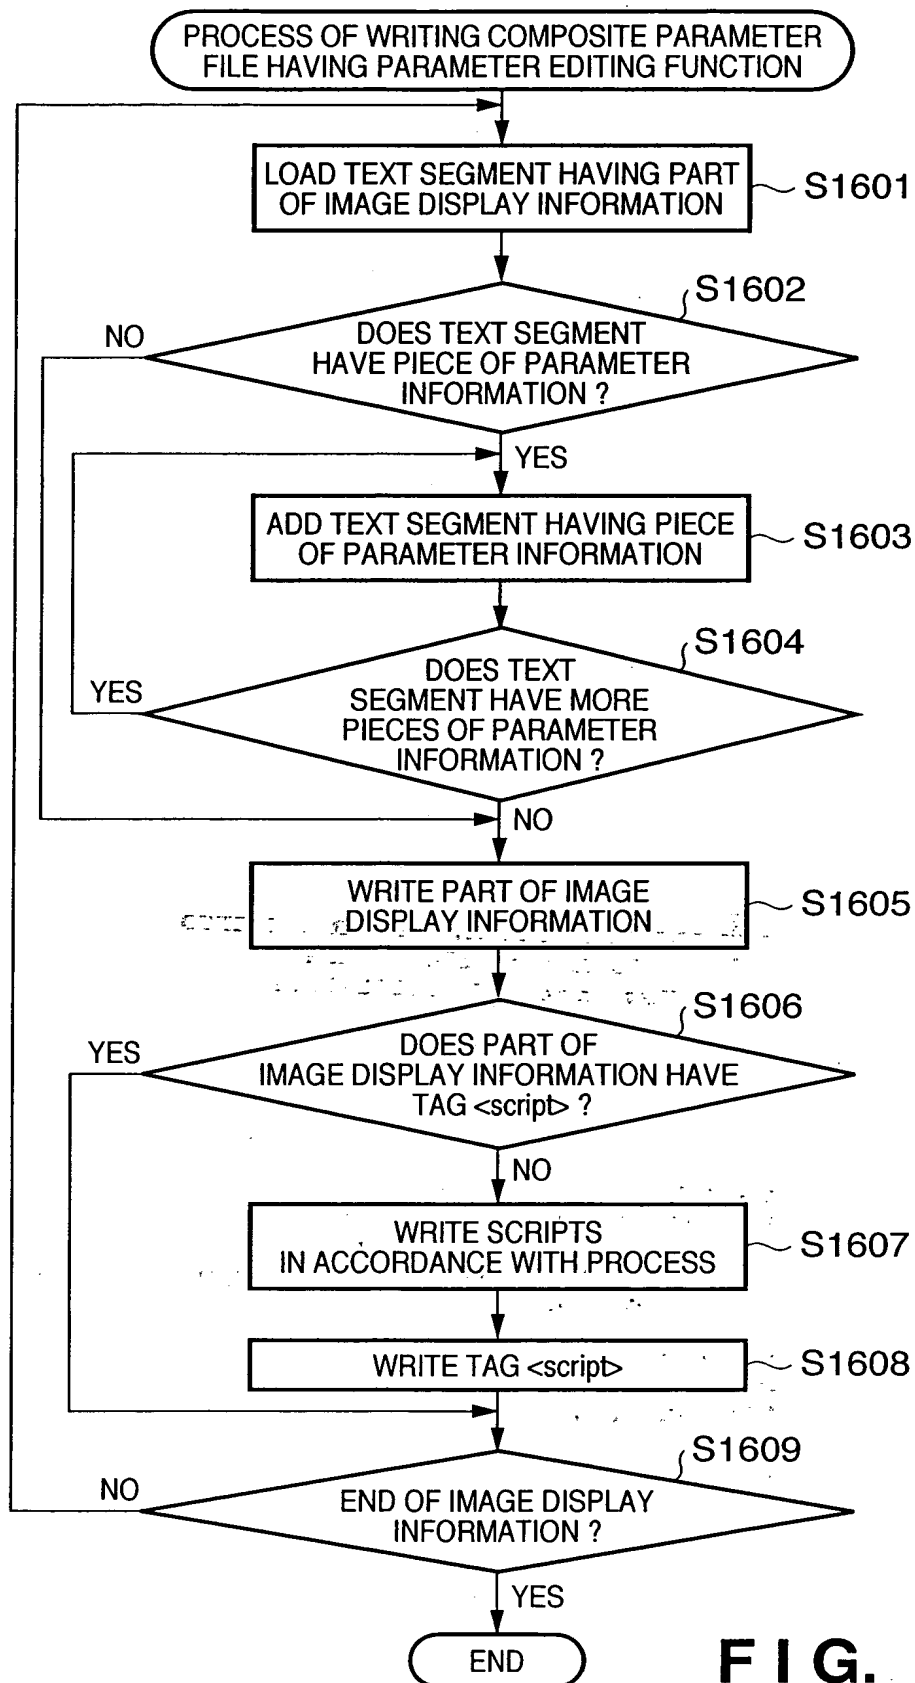 PROCESS OF WRITING COMPOSITE PARAMETER
FILE HAVING PARAMETER EDITING FUNCTION
LOAD TEXT SEGMENT HAVING PART
OF IMAGE DISPLAY INFORMATION
S1601
S1602
NO
DOES TEXT SEGMENT
HAVE PIECE OF PARAMETER
INFORMATION ?
YES
ADD TEXT SEGMENT HAVING PIECE
OF PARAMETER INFORMATION
S1603
S1604
YES
DOES TEXT
SEGMENT HAVE MORE
PIECES OF PARAMETER
INFORMATION ?
NO
WRITE PART OF IMAGE
DISPLAY INFORMATION
S1605
S1606
YES
DOES PART OF
IMAGE DISPLAY INFORMATION HAVE
TAG <script> ?
NO
WRITE SCRIPTS
IN ACCORDANCE WITH PROCESS
S1607
WRITE TAG <script>
S1608
S1609
NO
END OF IMAGE DISPLAY
INFORMATION ?
YES
END
FIG.